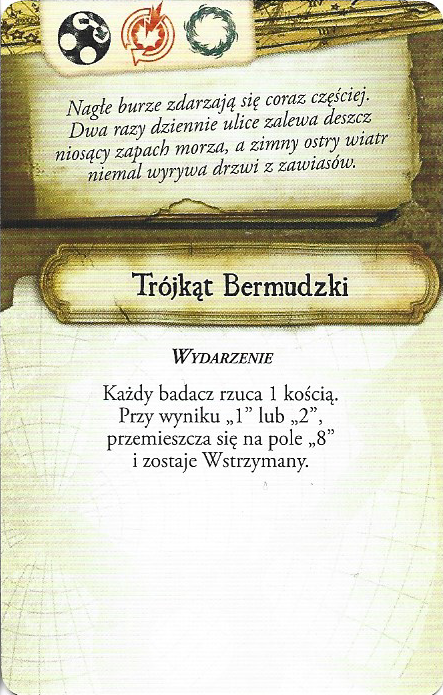 Nagłe burze zdarzają się coraz częściej.
Dwa razy dziennie ulice zalewa deszcz
niosący zapach morza, a zimny ostry wiatr
niemal wyrywa drzwi z zawiasów.
Trójkąt Bermudzki
Wydarzenie
Każdy badacz rzuca 1 kością.
Przy wyniku „1” lub „2”,
przemieszcza się na pole „8”
i zostaje Wstrzymany.